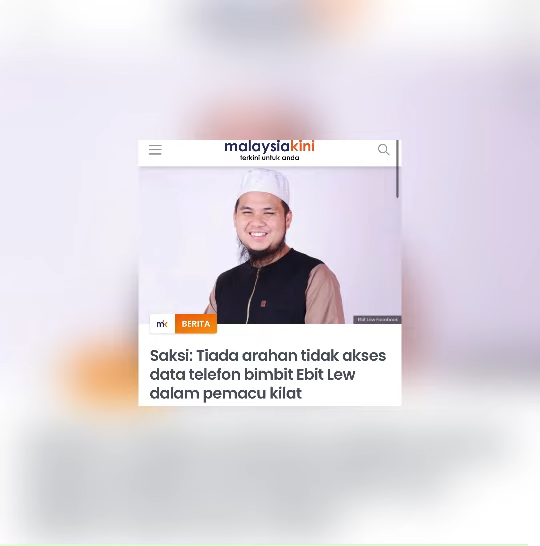 malaysiakini
terkini untuk anda
Ebit Lew Facebook
mk BERITA
Saksi: Tiada arahan tidak akses
data telefon bimbit Ebit Lew
dalam pemacu kilat